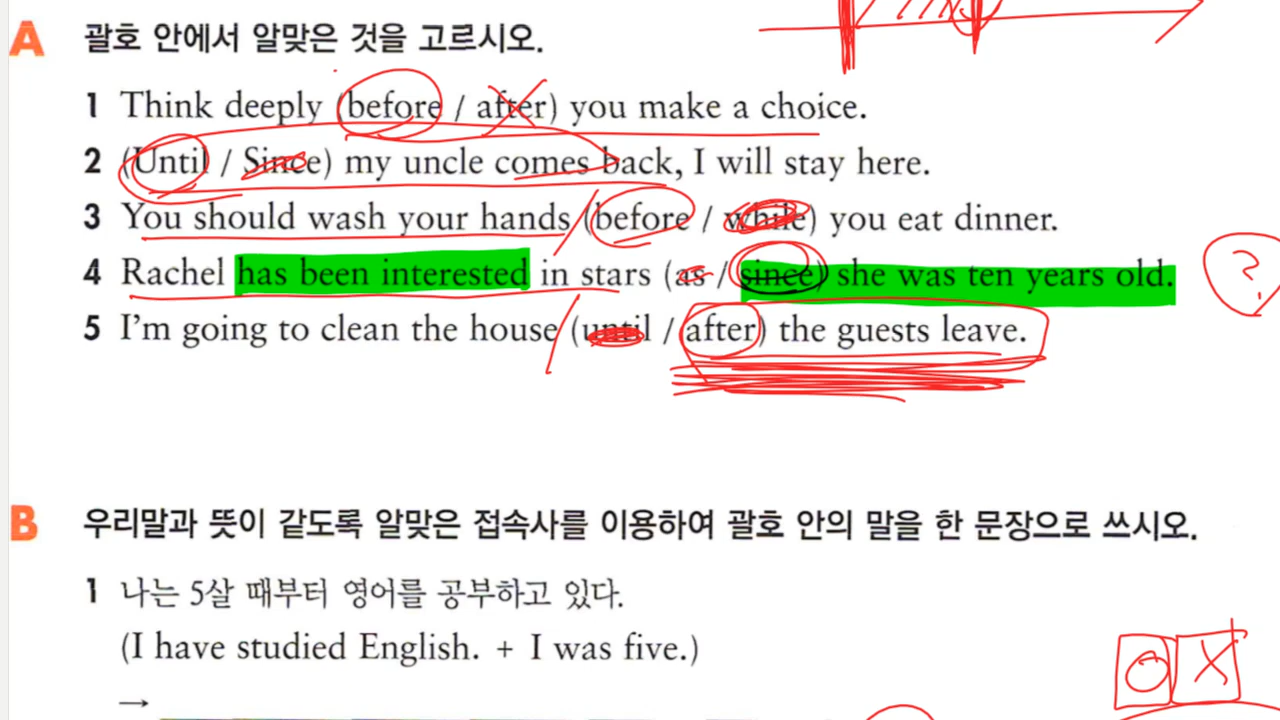 A 괄호 안에서 알맞은 것을 고르시오.
1 Think deeply (before / after) you make a choice.
2 (Until / Since) my uncle comes back, I will stay here.
3 You should wash your hands (before / while) you eat dinner.
4 Rachel has been interested in stars (as / since) she was ten years old.
?
5 I'm going to clean the house (until / after) the guests leave.
B 우리말과 뜻이 같도록 알맞은 접속사를 이용하여 괄호 안의 말을 한 문장으로 쓰시오.
1 나는 5살 때부터 영어를 공부하고 있다.
(I have studied English. + I was five.)
O X
→